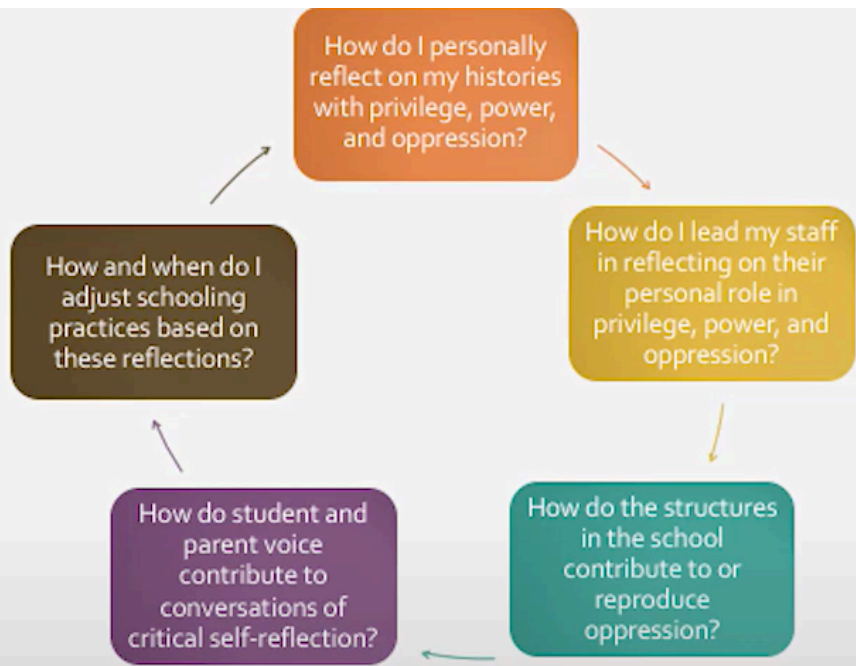 How do I personally
reflect on my histories
with privilege, power,
and oppression?
How do I lead my staff
in reflecting on their
personal role in
privilege, power, and
oppression?
How do the structures
in the school
contribute to or
reproduce
oppression?
How do student and
parent voice
contribute to
conversations of
critical self-reflection?
How and when do I
adjust schooling
practices based on
these reflections?